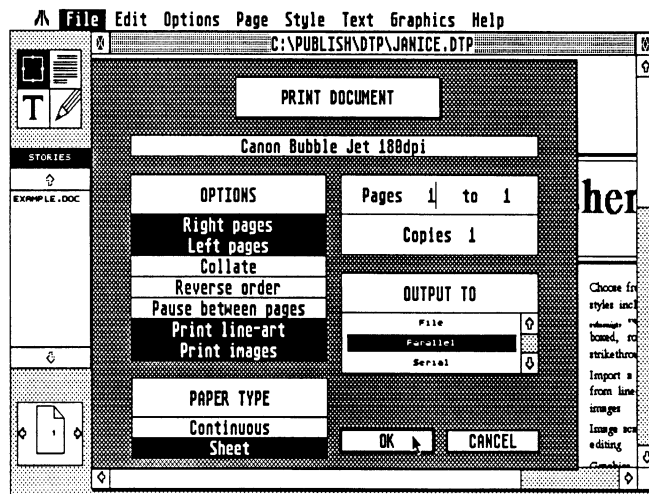 File Edit Options Page Style Text Graphics Help
C:\PUBLISH\DTP\JANICE.DTP
PRINT DOCUMENT
Canon Bubble Jet 180dpi
T
STORIES
EXAMPLE.DOC
OPTIONS
Right pages
Left pages
Collate
Reverse order
Pause between pages
Print line-art
Print images
Pages 1 to 1
Copies 1
OUTPUT TO
File
Parallel
Serial
PAPER TYPE
Continuous
Sheet
OK CANCEL
1
her
Choose fro
styles incl
boxed, ro
strikethrou
Import a
from line
images
Image sca
editing